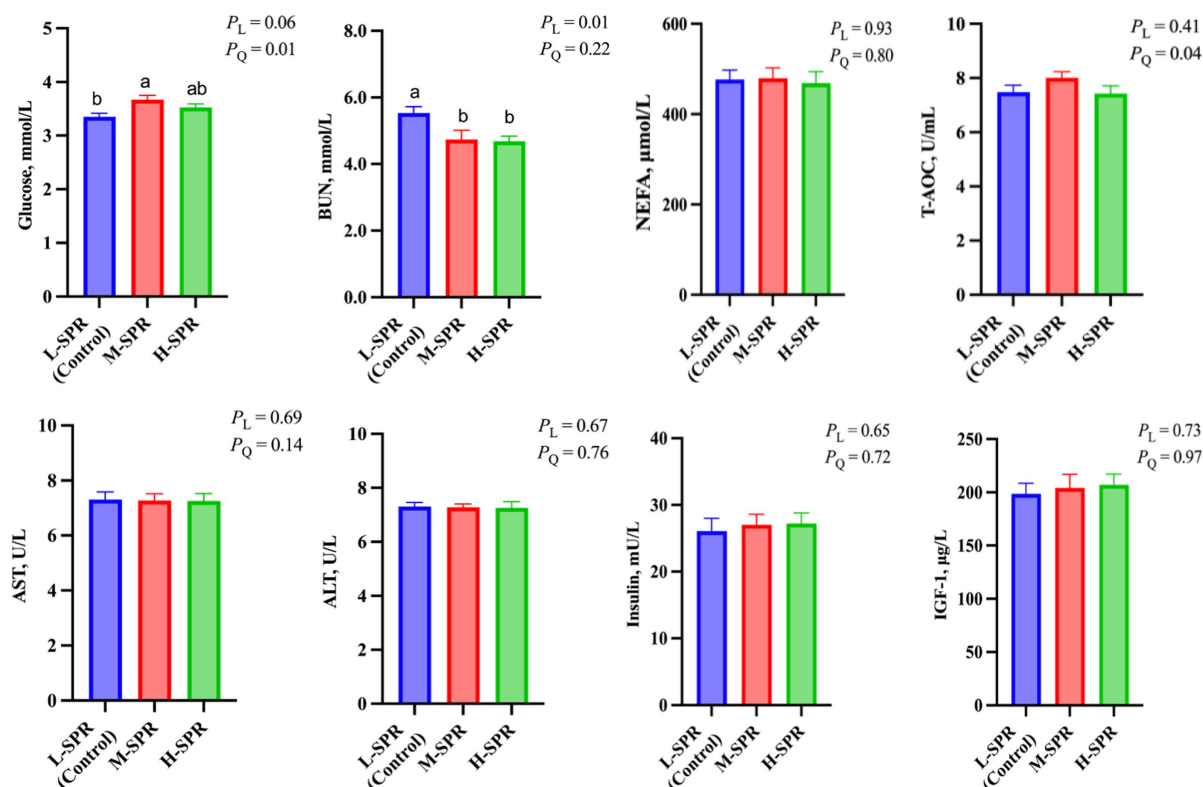 P_L = 0.06
P_Q = 0.01
Glucose, mmol/L
5
4
3
2
1
0
b
a
ab
L-SPR
(Control)
M-SPR
H-SPR
P_L = 0.01
P_Q = 0.22
BUN, mmol/L
8.0
6.0
4.0
2.0
0.0
a
b
b
L-SPR
(Control)
M-SPR
H-SPR
P_L = 0.93
P_Q = 0.80
NEFA, μmol/L
600
400
200
0
L-SPR
(Control)
M-SPR
H-SPR
P_L = 0.41
P_Q = 0.04
T-AOC, U/mL
10
8
6
4
2
0
L-SPR
(Control)
M-SPR
H-SPR
P_L = 0.69
P_Q = 0.14
AST, U/L
10
8
6
4
2
0
L-SPR
(Control)
M-SPR
H-SPR
P_L = 0.67
P_Q = 0.76
ALT, U/L
10
8
6
4
2
0
L-SPR
(Control)
M-SPR
H-SPR
P_L = 0.65
P_Q = 0.72
Insulin, mU/L
40
30
20
10
0
L-SPR
(Control)
M-SPR
H-SPR
P_L = 0.73
P_Q = 0.97
IGF-1, μg/L
250
200
150
100
50
0
L-SPR
(Control)
M-SPR
H-SPR